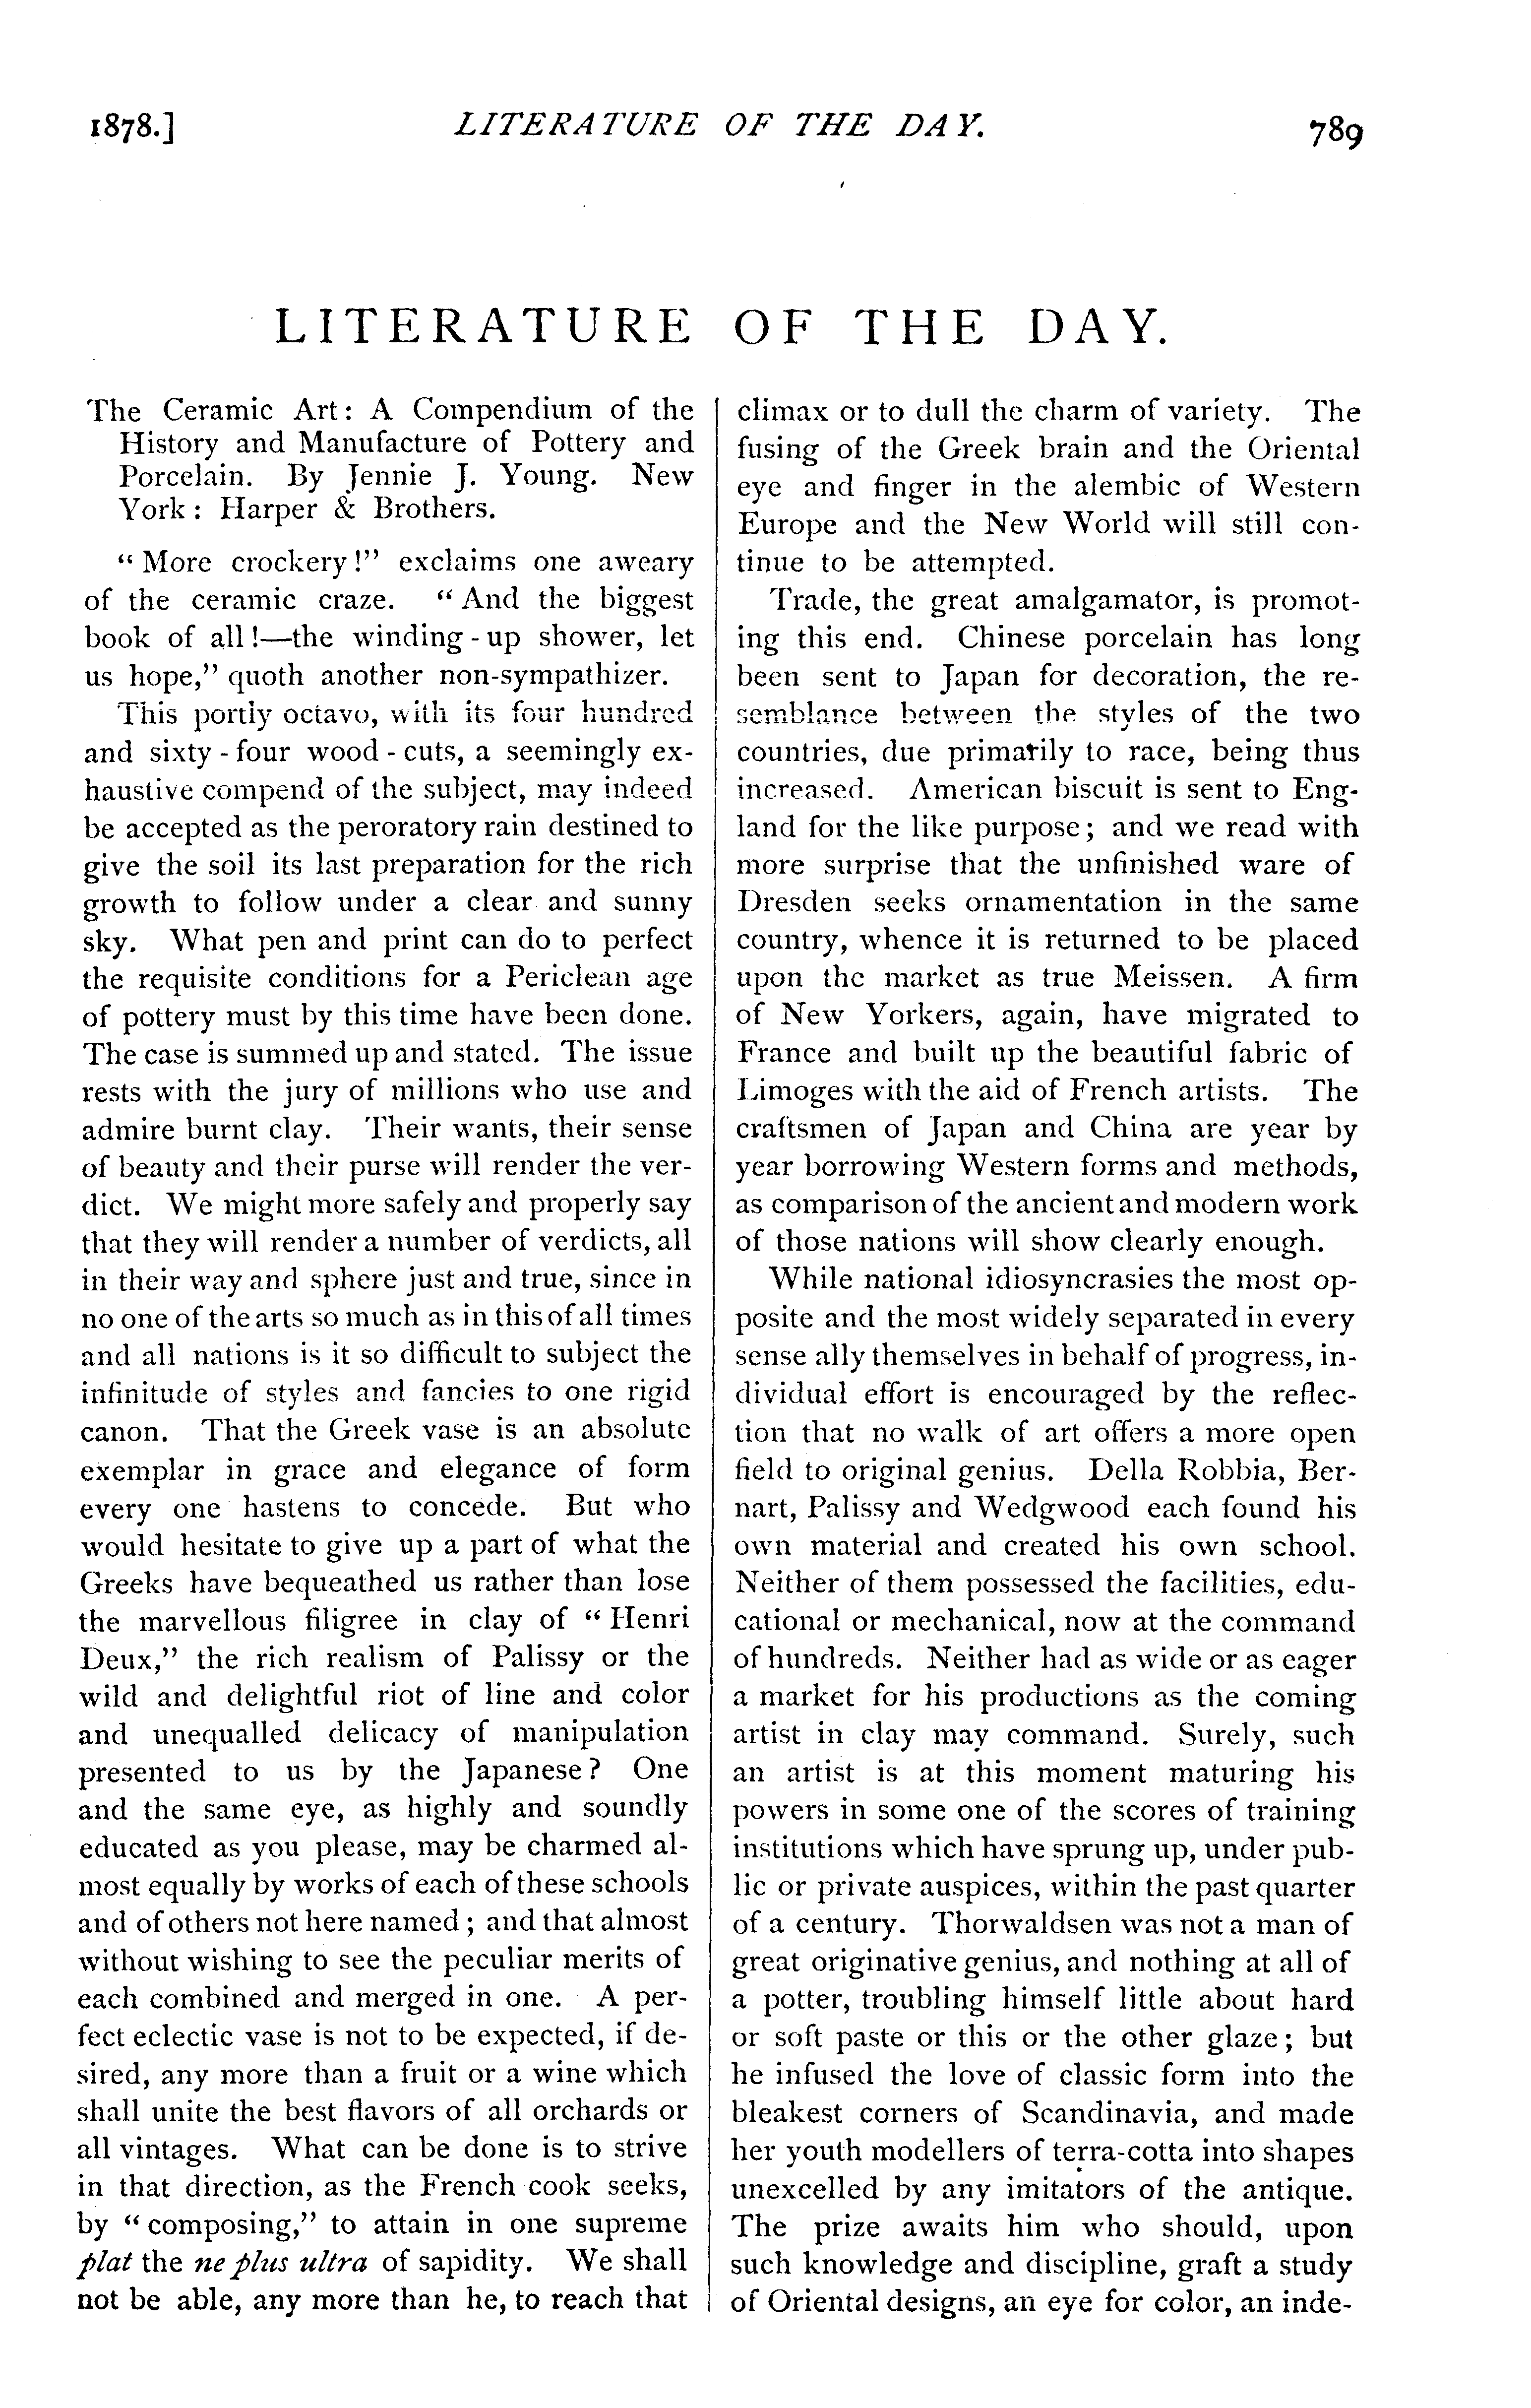 1878.] LITERATURE OF THE DAY. 789
LITERATURE OF THE DAY.
The Ceramic Art: A Compendium of the
History and Manufacture of Pottery and
Porcelain. By Jennie J. Young. New
York: Harper & Brothers.
"More crockery!" exclaims one aweary
of the ceramic craze. "And the biggest
book of all!—the winding-up shower, let
us hope," quoth another non-sympathizer.
This portly octavo, with its four hundred
and sixty-four wood-cuts, a seemingly ex-
haustive compend of the subject, may indeed
be accepted as the peroratory rain destined to
give the soil its last preparation for the rich
growth to follow under a clear and sunny
sky. What pen and print can do to perfect
the requisite conditions for a Periclean age
of pottery must by this time have been done.
The case is summed up and stated. The issue
rests with the jury of millions who use and
admire burnt clay. Their wants, their sense
of beauty and their purse will render the ver-
dict. We might more safely and properly say
that they will render a number of verdicts, all
in their way and sphere just and true, since in
no one of the arts so much as in this of all times
and all nations is it so difficult to subject the
infinitude of styles and fancies to one rigid
canon. That the Greek vase is an absolute
exemplar in grace and elegance of form
every one hastens to concede. But who
would hesitate to give up a part of what the
Greeks have bequeathed us rather than lose
the marvellous filigree in clay of "Henri
Deux," the rich realism of Palissy or the
wild and delightful riot of line and color
and unequalled delicacy of manipulation
presented to us by the Japanese? One
and the same eye, as highly and soundly
educated as you please, may be charmed al-
most equally by works of each of these schools
and of others not here named; and that almost
without wishing to see the peculiar merits of
each combined and merged in one. A per-
fect eclectic vase is not to be expected, if de-
sired, any more than a fruit or a wine which
shall unite the best flavors of all orchards or
all vintages. What can be done is to strive
in that direction, as the French cook seeks,
by "composing," to attain in one supreme
plat the ne plus ultra of sapidity. We shall
not be able, any more than he, to reach that
climax or to dull the charm of variety. The
fusing of the Greek brain and the Oriental
eye and finger in the alembic of Western
Europe and the New World will still con-
tinue to be attempted.
Trade, the great amalgamator, is promot-
ing this end. Chinese porcelain has long
been sent to Japan for decoration, the re-
semblance between the styles of the two
countries, due primarily to race, being thus
increased. American biscuit is sent to Eng-
land for the like purpose; and we read with
more surprise that the unfinished ware of
Dresden seeks ornamentation in the same
country, whence it is returned to be placed
upon the market as true Meissen. A firm
of New Yorkers, again, have migrated to
France and built up the beautiful fabric of
Limoges with the aid of French artists. The
craftsmen of Japan and China are year by
year borrowing Western forms and methods,
as comparison of the ancient and modern work
of those nations will show clearly enough.
While national idiosyncrasies the most op-
posite and the most widely separated in every
sense ally themselves in behalf of progress, in-
dividual effort is encouraged by the reflec-
tion that no walk of art offers a more open
field to original genius. Della Robbia, Ber-
nart, Palissy and Wedgwood each found his
own material and created his own school.
Neither of them possessed the facilities, edu-
cational or mechanical, now at the command
of hundreds. Neither had as wide or as eager
a market for his productions as the coming
artist in clay may command. Surely, such
an artist is at this moment maturing his
powers in some one of the scores of training
institutions which have sprung up, under pub-
lic or private auspices, within the past quarter
of a century. Thorwaldsen was not a man of
great originative genius, and nothing at all of
a potter, troubling himself little about hard
or soft paste or this or the other glaze; but
he infused the love of classic form into the
bleakest corners of Scandinavia, and made
her youth modellers of terra-cotta into shapes
unexcelled by any imitators of the antique.
The prize awaits him who should, upon
such knowledge and discipline, graft a study
of Oriental designs, an eye for color, an inde-